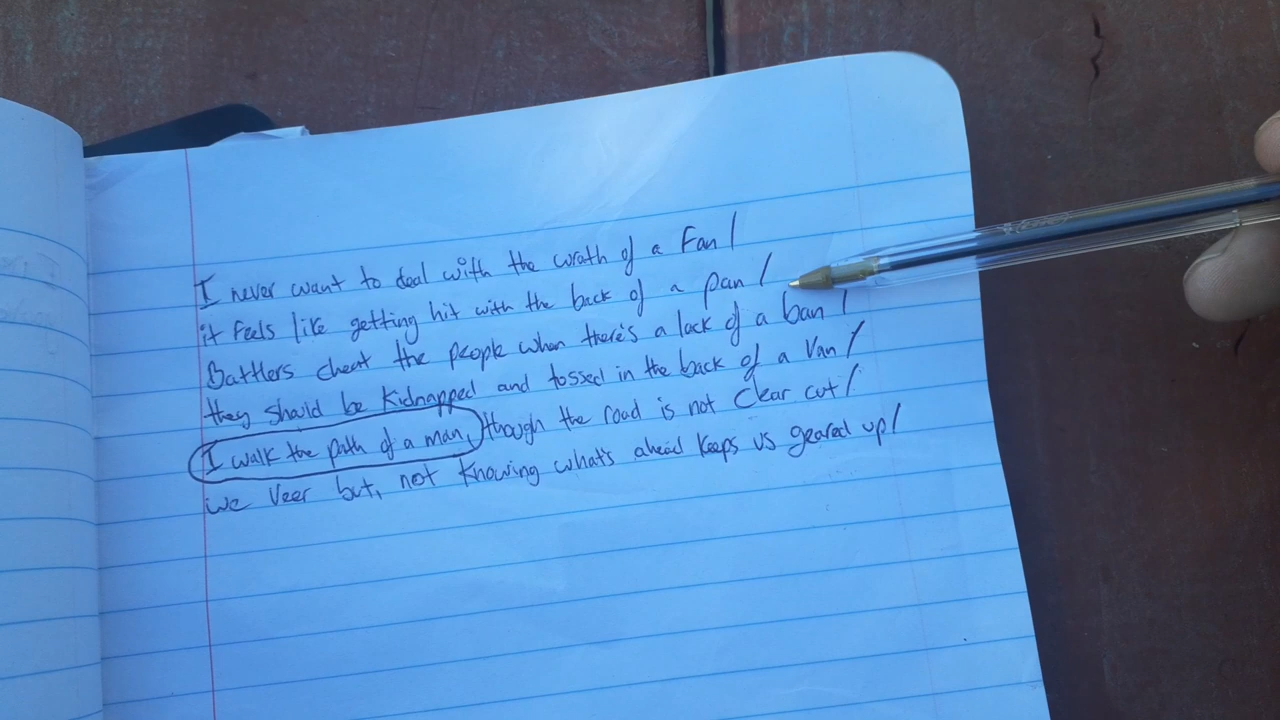 I never want to deal with the wrath of a Fan/
it feels like getting hit with the back of a pan/
Battlers cheat the people when there's a lack of a ban/
they should be kidnapped and tossed in the back of a Van/
I walk the path of a man, though the road is not clear cut/
we veer but, not knowing what's ahead keeps us geared up/